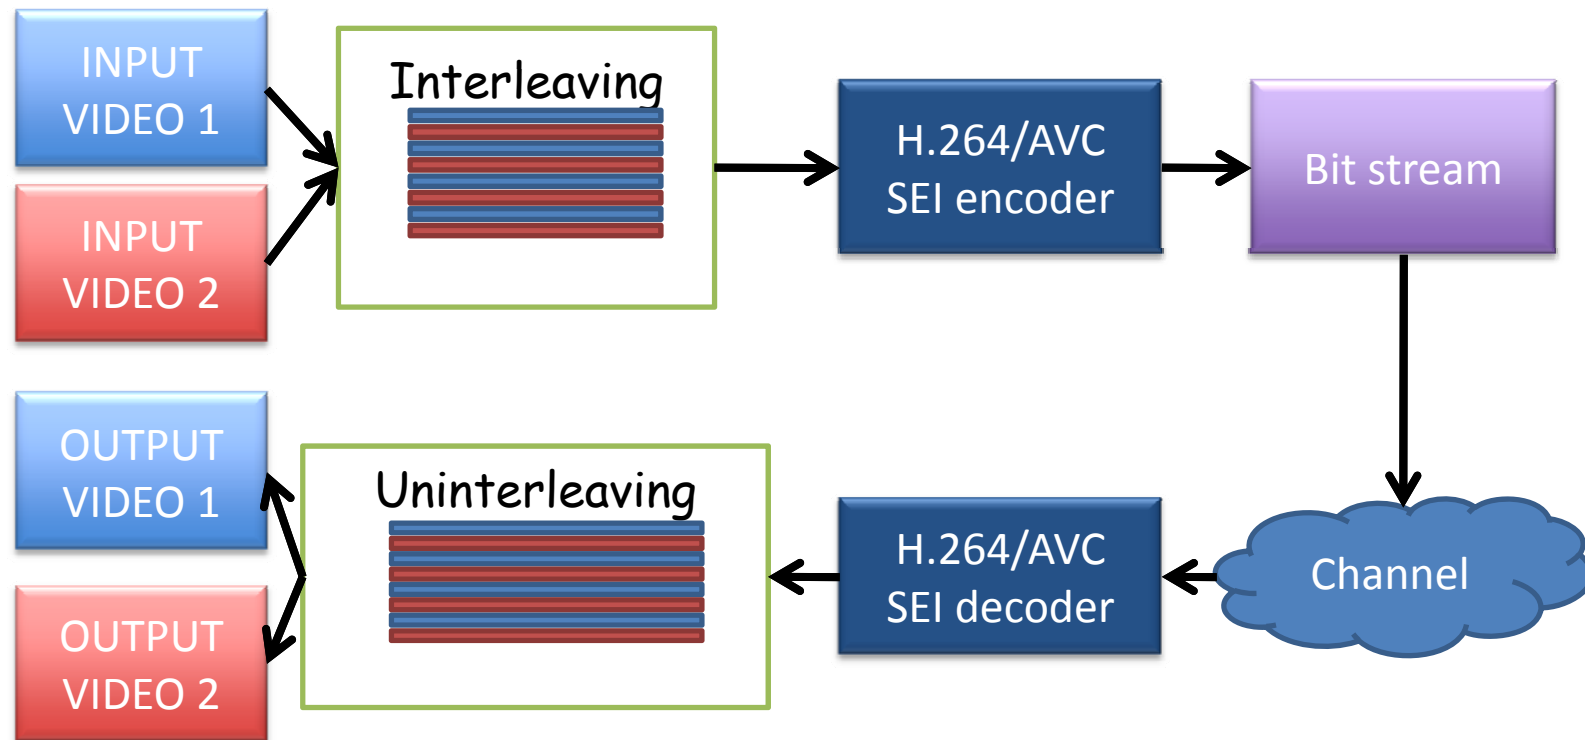 INPUT
VIDEO 1
INPUT
VIDEO 2
Interleaving
H.264/AVC
SEI encoder
Bit stream
OUTPUT
VIDEO 1
OUTPUT
VIDEO 2
Uninterleaving
H.264/AVC
SEI decoder
Channel